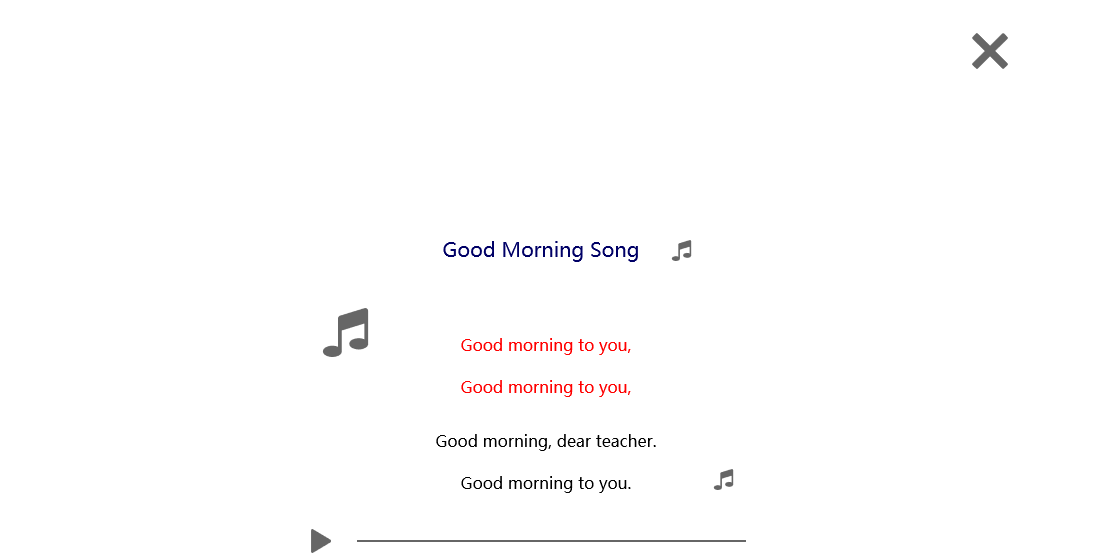 Good Morning Song
Good morning to you,
Good morning to you,
Good morning, dear teacher.
Good morning to you.